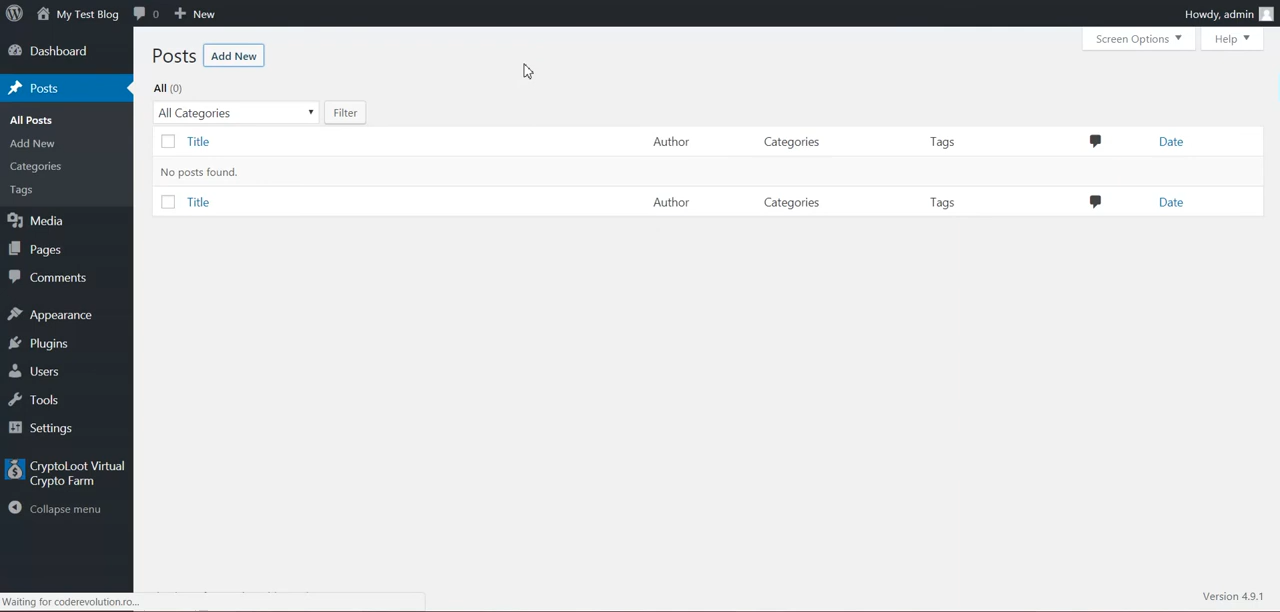 My Test Blog 0 New Howdy, admin
Dashboard
Posts
All Posts
Add New
Categories
Tags
Media
Pages
Comments
Appearance
Plugins
Users
Tools
Settings
CryptoLoot Virtual
Crypto Farm
Collapse menu
Screen Options Help
Posts Add New
All (0)
All Categories Filter
Title Author Categories Tags Date
No posts found.
Title Author Categories Tags Date
Waiting for coderevolution.ro...
Version 4.9.1